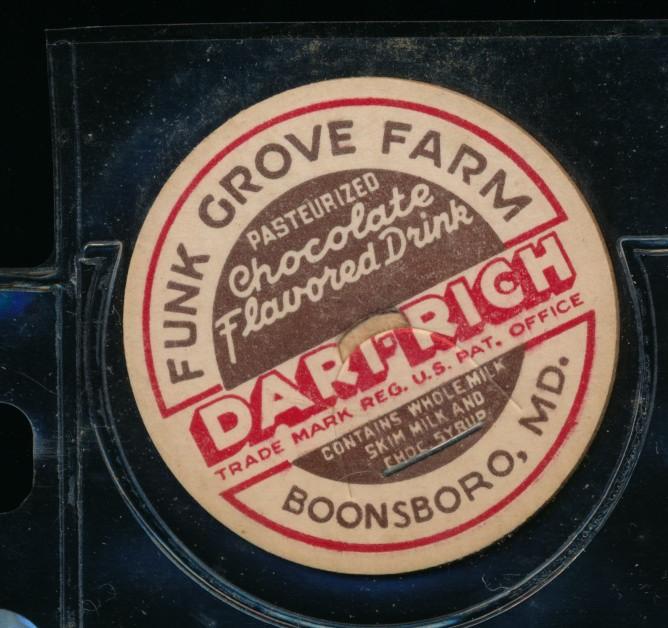 FUNK GROVE FARM
PASTEURIZED
Chocolate
Flavored Drink
DARI-RICH
TRADE MARK REG. U.S. PAT. OFFICE
CONTAINS WHOLE MILK
SKIM MILK AND
CHOC. SYRUP
BOONSBORO, MD.